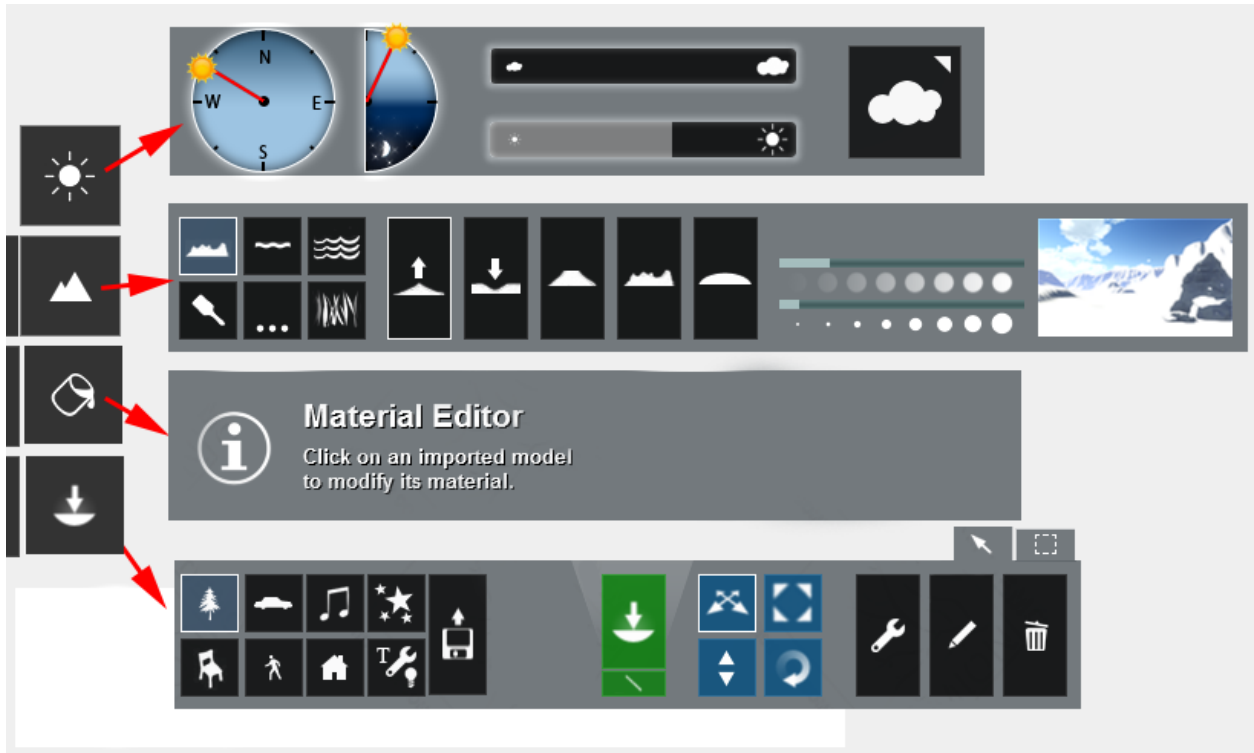 N
W E
S
Material Editor
Click on an imported model
to modify its material.
T